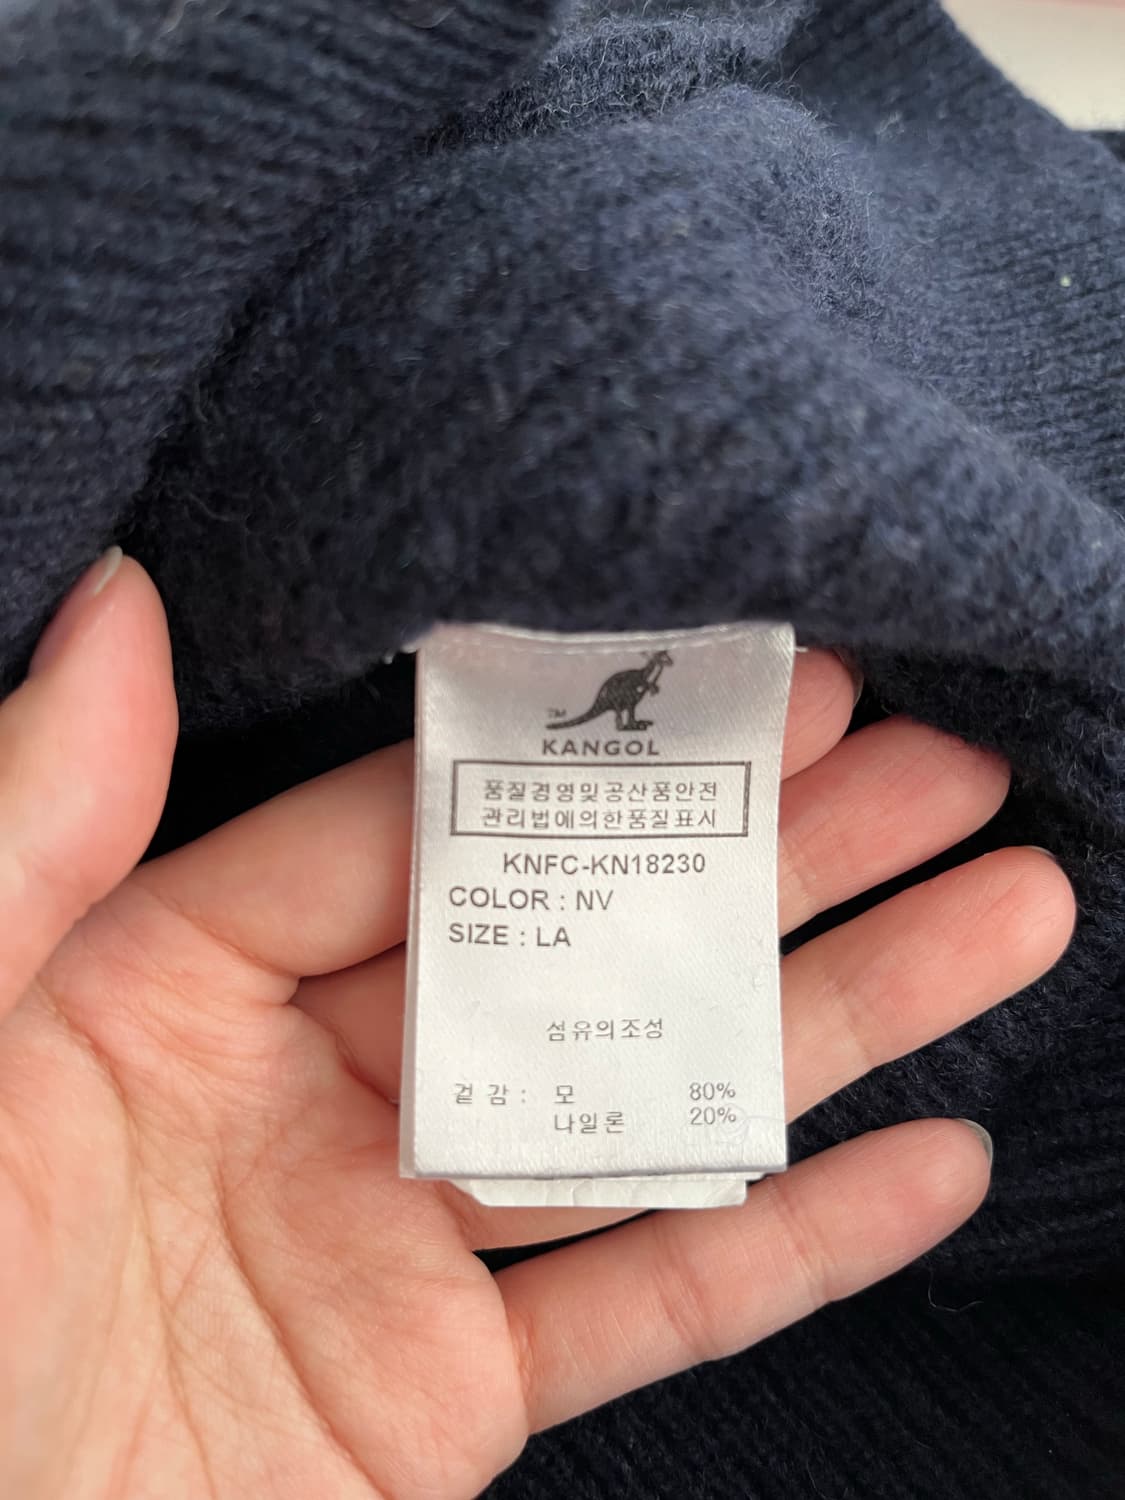 TM
KANGOL
품질경영및공산품안전
관리법에의한품질표시
KNFC-KN18230
COLOR : NV
SIZE : LA
섬유의조성
겉감 : 모 80%
나일론 20%